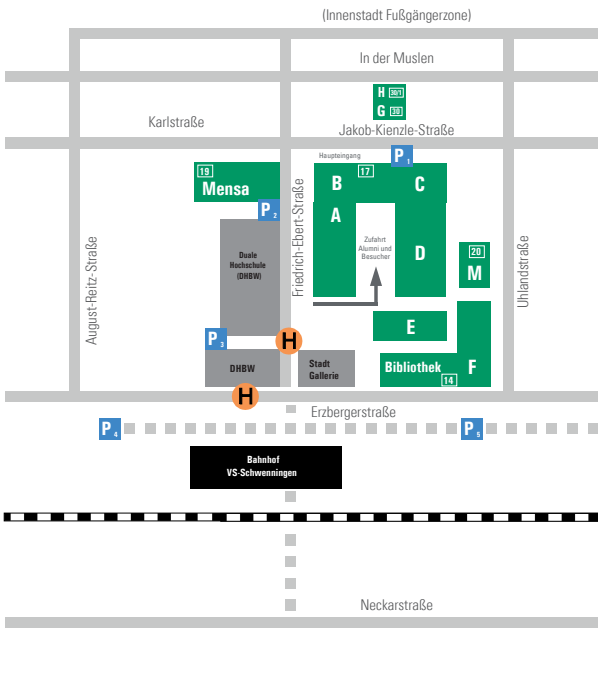 (Innenstadt Fußgängerzone)
In der Muslen
H 30/1
G 30
Karlstraße
Jakob-Kienzle-Straße
Haupteingang
P 1
19
Mensa
17
B
C
P 2
A
Friedrich-Ebert-Straße
August-Reitz-Straße
Uhlandstraße
Duale
Hochschule
(DHBW)
Zufahrt
Alumni und
Besucher
D
20
M
E
P 3
H
DHBW
Stadt
Gallerie
Bibliothek
14
F
H
Erzbergerstraße
P 4
P 5
Bahnhof
VS-Schwenningen
Neckarstraße